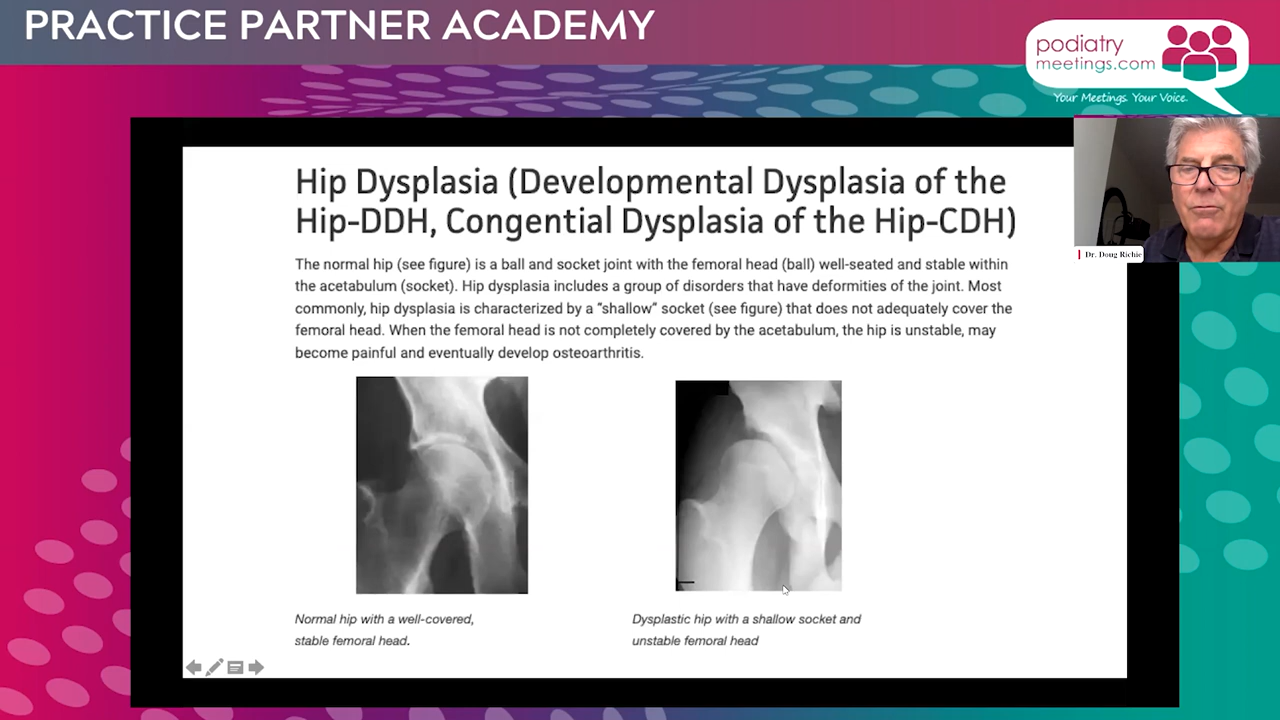 PRACTICE PARTNER ACADEMY
podiatry
meetings.com
Your Meetings. Your Voice.
Dr. Doug Richie
Hip Dysplasia (Developmental Dysplasia of the
Hip-DDH, Congential Dysplasia of the Hip-CDH)
The normal hip (see figure) is a ball and socket joint with the femoral head (ball) well-seated and stable within
the acetabulum (socket). Hip dysplasia includes a group of disorders that have deformities of the joint. Most
commonly, hip dysplasia is characterized by a "shallow" socket (see figure) that does not adequately cover the
femoral head. When the femoral head is not completely covered by the acetabulum, the hip is unstable, may
become painful and eventually develop osteoarthritis.
Normal hip with a well-covered,
stable femoral head.
Dysplastic hip with a shallow socket and
unstable femoral head